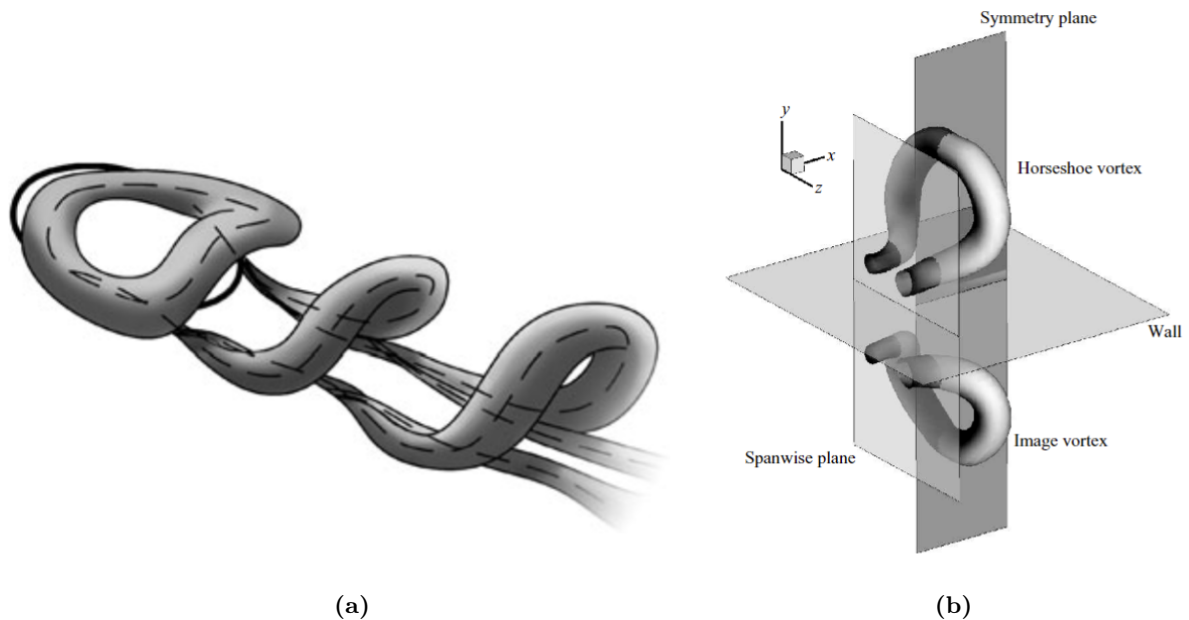 Symmetry plane
y
x
z
Horseshoe vortex
Wall
Image vortex
Spanwise plane
(a)
(b)